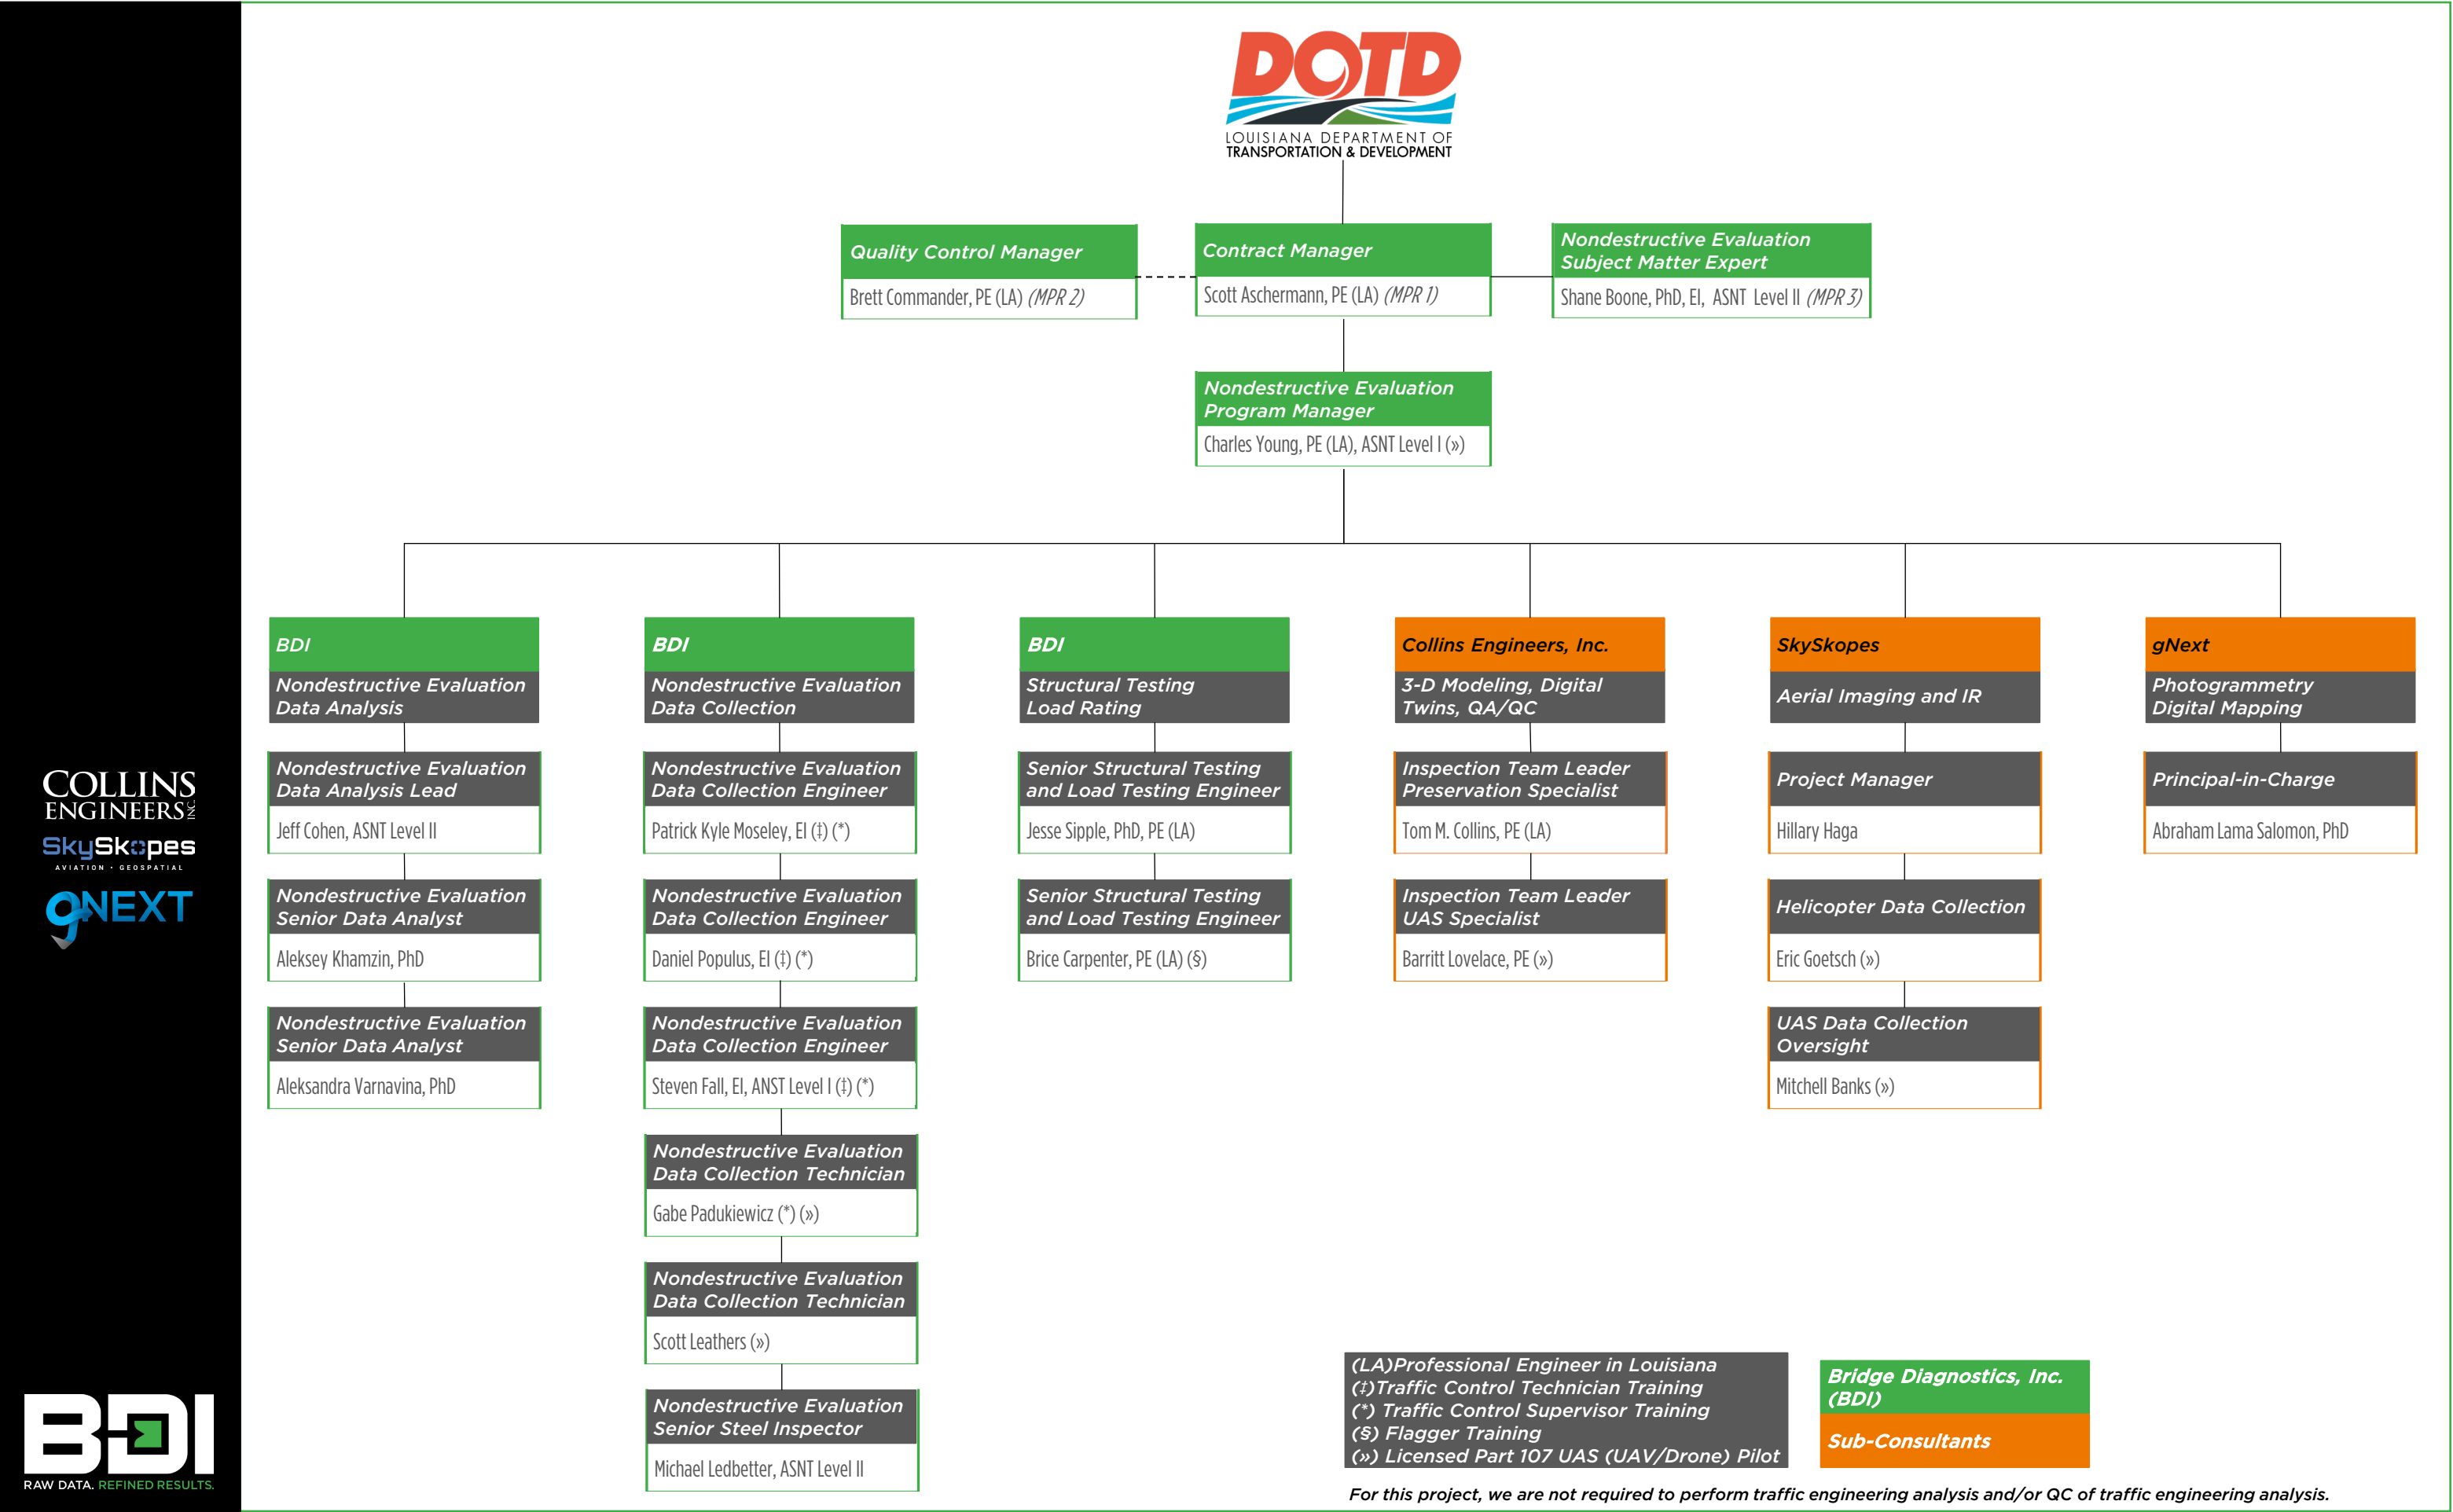 DOTD
LOUISIANA DEPARTMENT OF
TRANSPORTATION & DEVELOPMENT
Quality Control Manager
Brett Commander, PE (LA) (MPR 2)
Contract Manager
Scott Aschermann, PE (LA) (MPR 1)
Nondestructive Evaluation
Subject Matter Expert
Shane Boone, PhD, EI, ASNT Level II (MPR 3)
Nondestructive Evaluation
Program Manager
Charles Young, PE (LA), ASNT Level I (»)
BDI
Nondestructive Evaluation
Data Analysis
Nondestructive Evaluation
Data Analysis Lead
Jeff Cohen, ASNT Level II
Nondestructive Evaluation
Senior Data Analyst
Aleksey Khamzin, PhD
Nondestructive Evaluation
Senior Data Analyst
Aleksandra Varnavina, PhD
BDI
Nondestructive Evaluation
Data Collection
Nondestructive Evaluation
Data Collection Engineer
Patrick Kyle Moseley, EI (‡) (*)
Nondestructive Evaluation
Data Collection Engineer
Daniel Populus, EI (‡) (*)
Nondestructive Evaluation
Data Collection Engineer
Steven Fall, EI, ANST Level I (‡) (*)
Nondestructive Evaluation
Data Collection Technician
Gabe Padukiewicz (*) (»)
Nondestructive Evaluation
Data Collection Technician
Scott Leathers (»)
Nondestructive Evaluation
Senior Steel Inspector
Michael Ledbetter, ASNT Level II
BDI
Structural Testing
Load Rating
Senior Structural Testing
and Load Testing Engineer
Jesse Sipple, PhD, PE (LA)
Senior Structural Testing
and Load Testing Engineer
Brice Carpenter, PE (LA) (§)
Collins Engineers, Inc.
3-D Modeling, Digital
Twins, QA/QC
Inspection Team Leader
Preservation Specialist
Tom M. Collins, PE (LA)
Inspection Team Leader
UAS Specialist
Barritt Lovelace, PE (»)
SkySkopes
Aerial Imaging and IR
Project Manager
Hillary Haga
Helicopter Data Collection
Eric Goetsch (»)
UAS Data Collection
Oversight
Mitchell Banks (»)
gNext
Photogrammetry
Digital Mapping
Principal-in-Charge
Abraham Lama Salomon, PhD
COLLINS
ENGINEERS INC.
SkySkopes
AVIATION · GEOSPATIAL
gNEXT
BDI
RAW DATA. REFINED RESULTS.
(LA)Professional Engineer in Louisiana
(‡)Traffic Control Technician Training
(*) Traffic Control Supervisor Training
(§) Flagger Training
(») Licensed Part 107 UAS (UAV/Drone) Pilot
Bridge Diagnostics, Inc.
(BDI)
Sub-Consultants
For this project, we are not required to perform traffic engineering analysis and/or QC of traffic engineering analysis.